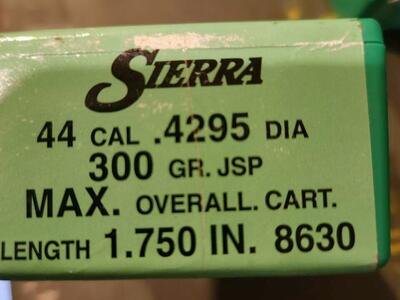 SIERRA
44 CAL .4295 DIA
300 GR. JSP
MAX. OVERALL. CART.
LENGTH 1.750 IN. 8630